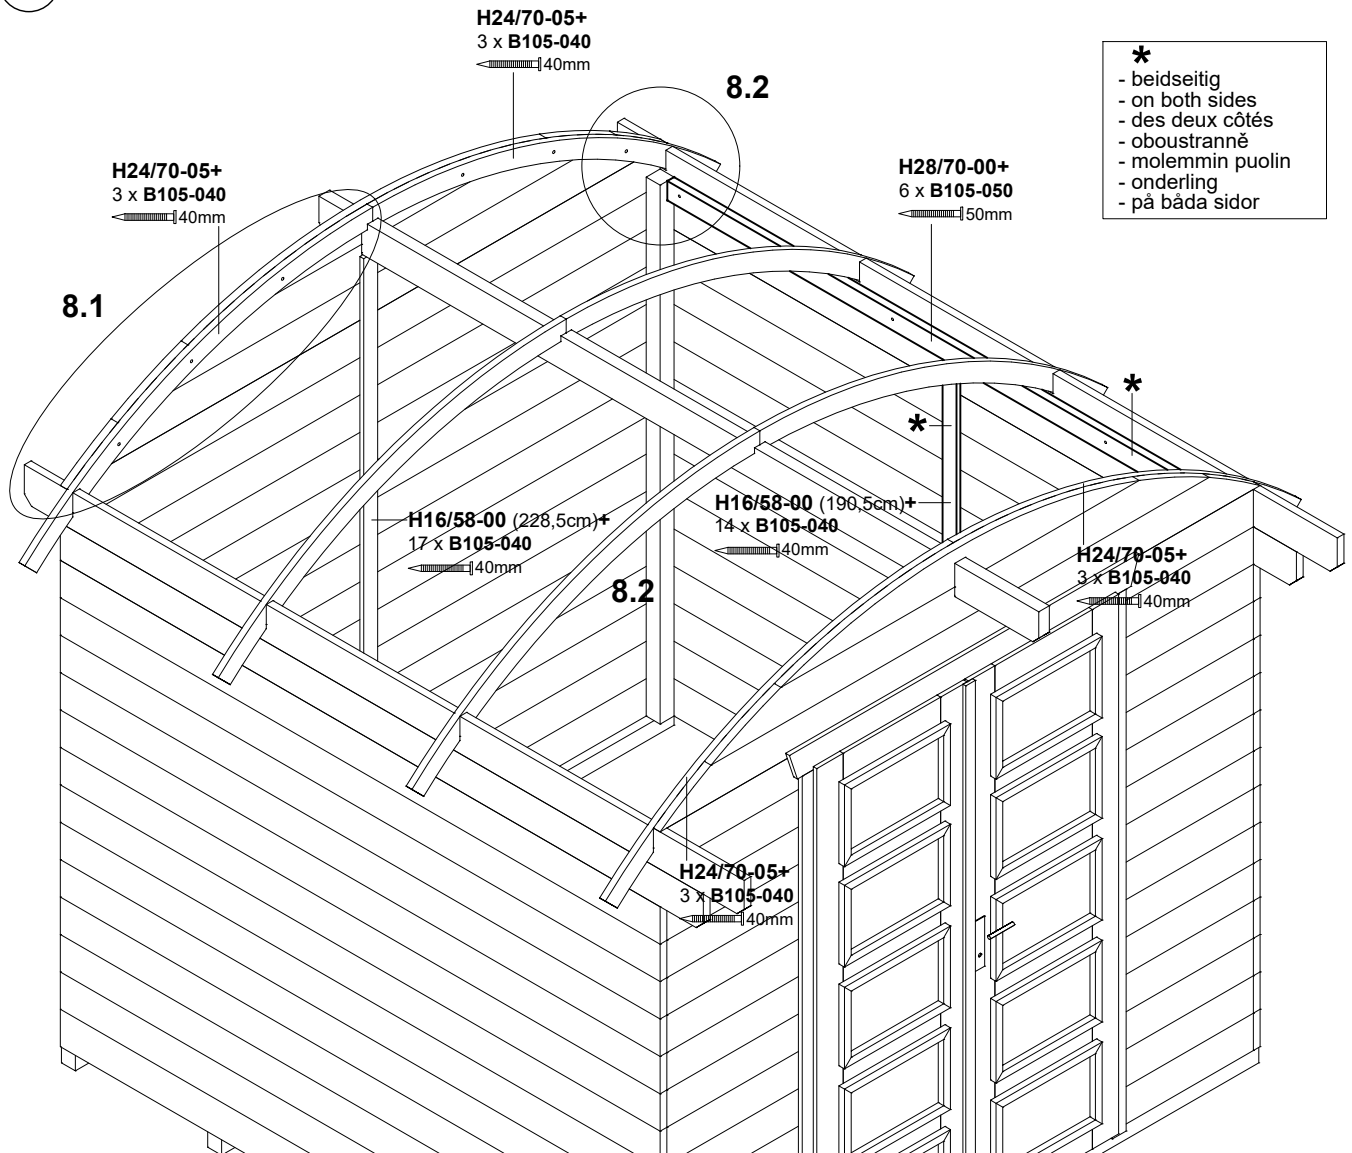 H24/70-05+
3 x B105-040
40mm
8.2
*
- beidseitig
- on both sides
- des deux côtés
- oboustranně
- molemmin puolin
- onderling
- på båda sidor
H24/70-05+
3 x B105-040
40mm
H28/70-00+
6 x B105-050
50mm
8.1
*
*
H16/58-00 (228,5cm)+
17 x B105-040
40mm
H16/58-00 (190,5cm)+
14 x B105-040
40mm
8.2
H24/70-05+
3 x B105-040
40mm
H24/70-05+
3 x B105-040
40mm